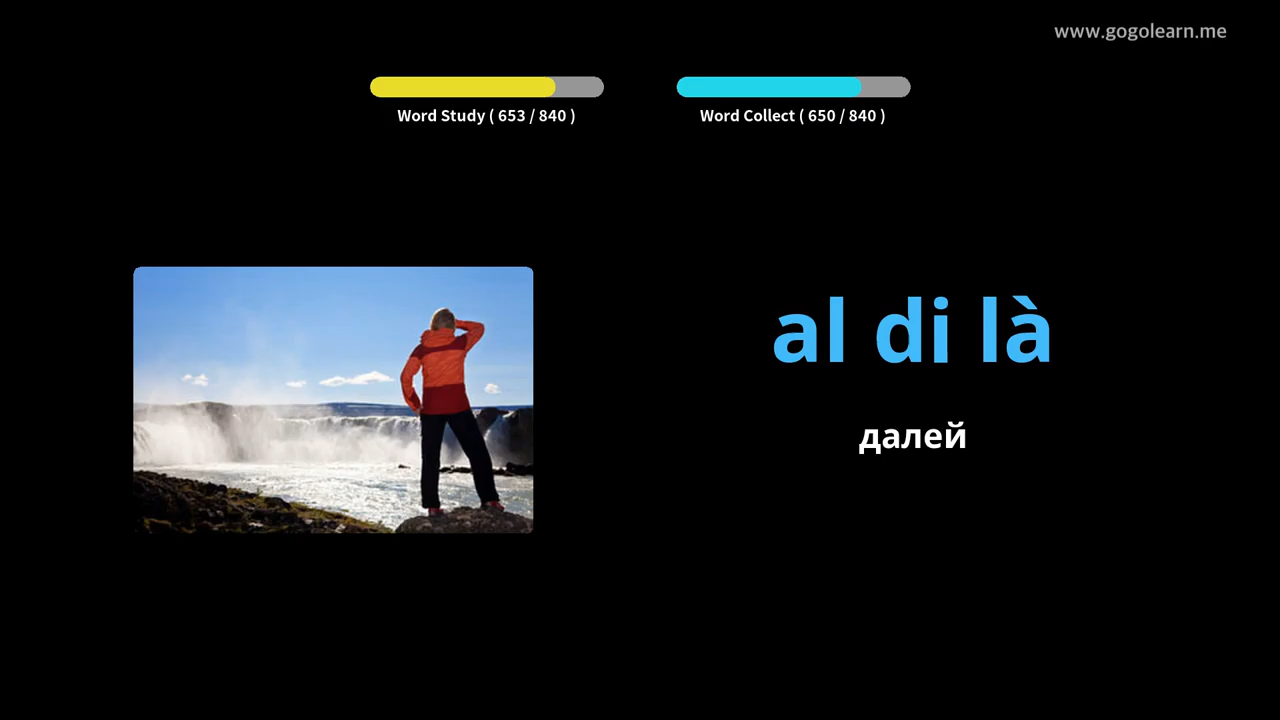 www.gogolearn.me
Word Study ( 653 / 840 )
Word Collect ( 650 / 840 )
al di là
далей